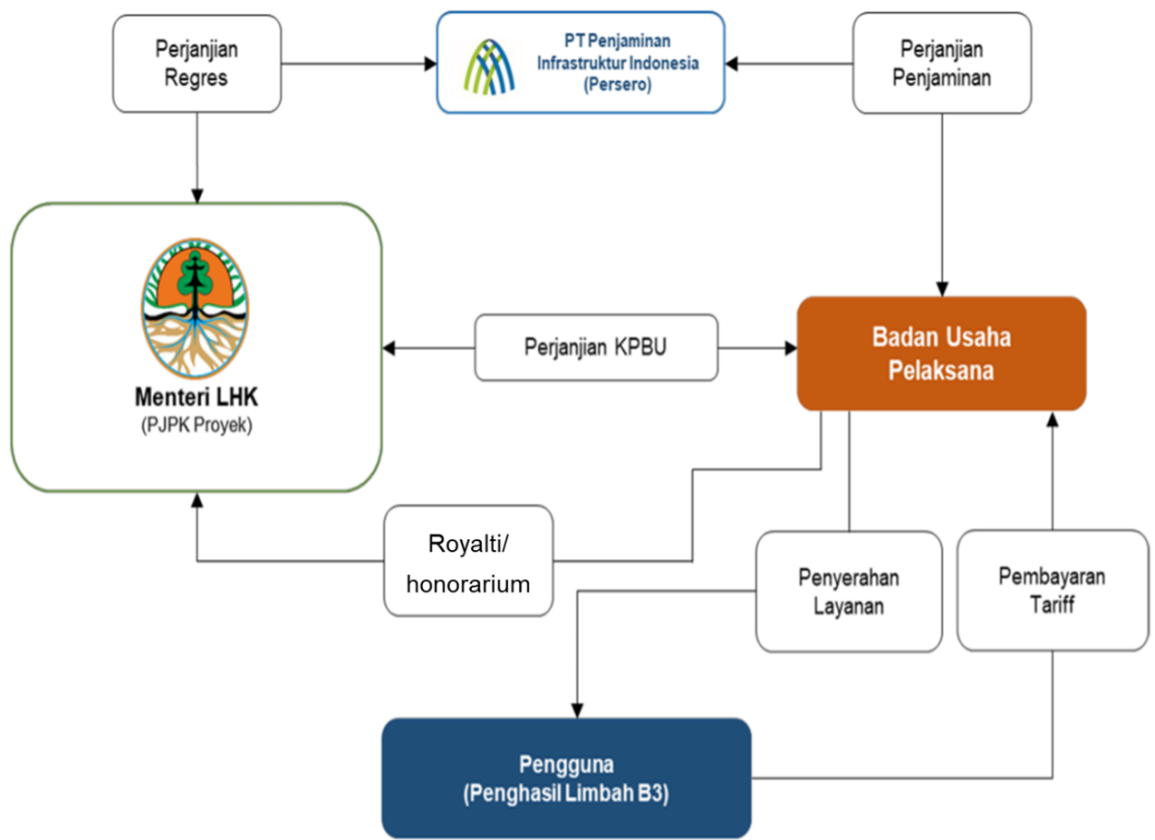 Perjanjian
Regres
PT Penjaminan
Infrastruktur Indonesia
(Persero)
Perjanjian
Penjaminan
Menteri LHK
(PJPK Proyek)
Perjanjian KPBU
Badan Usaha
Pelaksana
Royalti/
honorarium
Penyerahan
Layanan
Pembayaran
Tariff
Pengguna
(Penghasil Limbah B3)